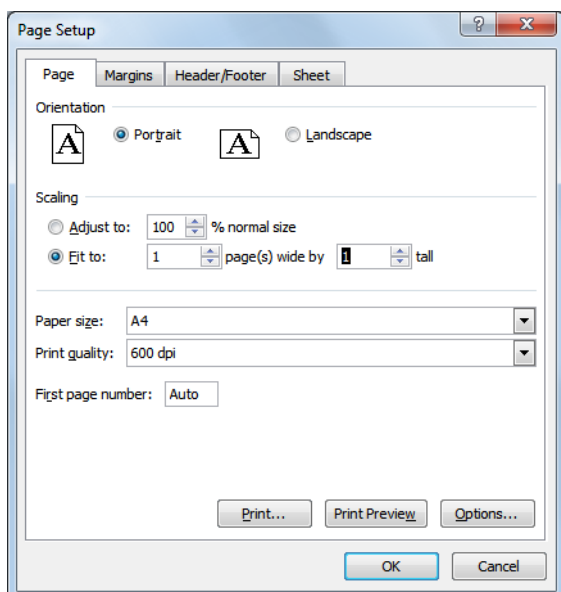 Page Setup ?
Page Margins Header/Footer Sheet
Orientation
A Portrait A Landscape
Scaling
Adjust to: 100 % normal size
Fit to: 1 page(s) wide by 1 tall
Paper size: A4
Print quality: 600 dpi
First page number: Auto
Print... Print Preview Options...
OK Cancel